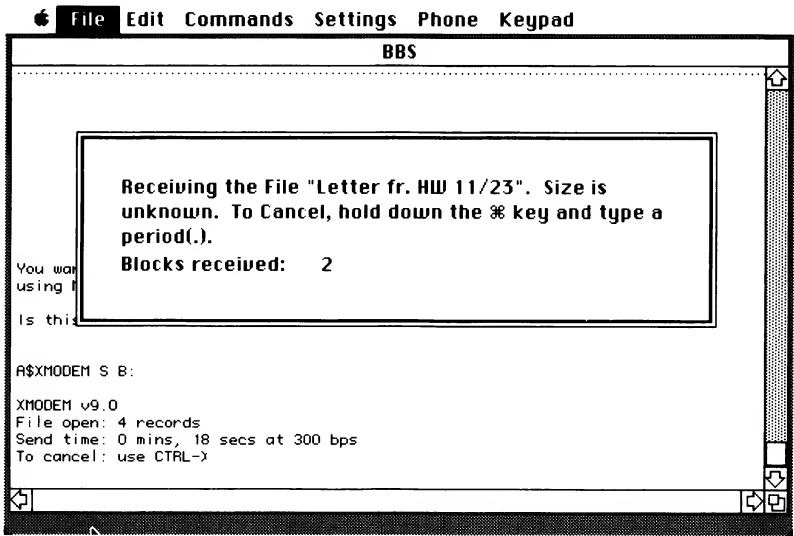 File Edit Commands Settings Phone Keypad
BBS
Receiving the File "Letter fr. HW 11/23". Size is
unknown. To Cancel, hold down the ⌘ key and type a
period(.).
Blocks received: 2
You
using
Is
A$XMODEM S B:
XMODEM v9.0
File open: 4 records
Send time: 0 mins, 18 secs at 300 bps
To cancel: use CTRL-X